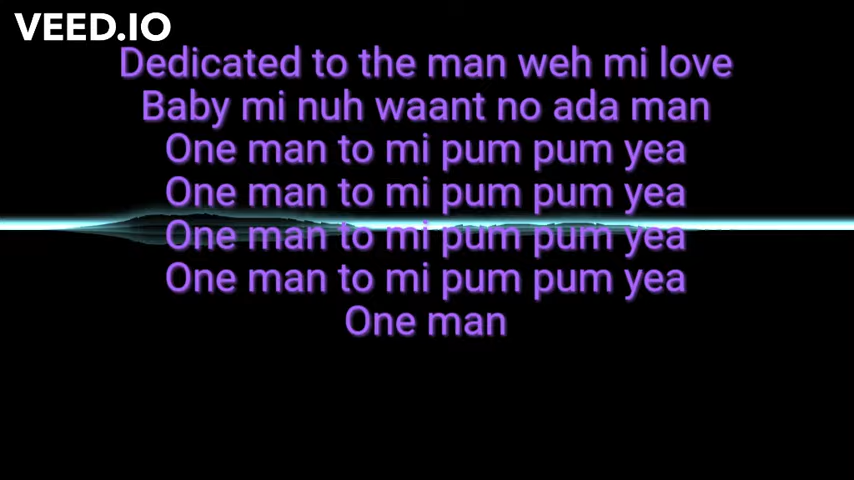 VEED.IO
Dedicated to the man weh mi love
Baby mi nuh waant no ada man
One man to mi pum pum yea
One man to mi pum pum yea
One man to mi pum pum yea
One man to mi pum pum yea
One man